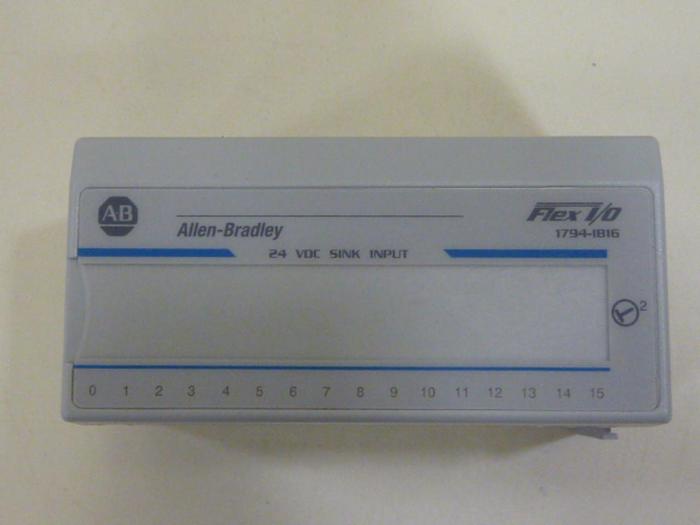 AB
Allen-Bradley
Flex I/O
1794-IB16
24 VDC SINK INPUT
2
0 1 2 3 4 5 6 7 8 9 10 11 12 13 14 15